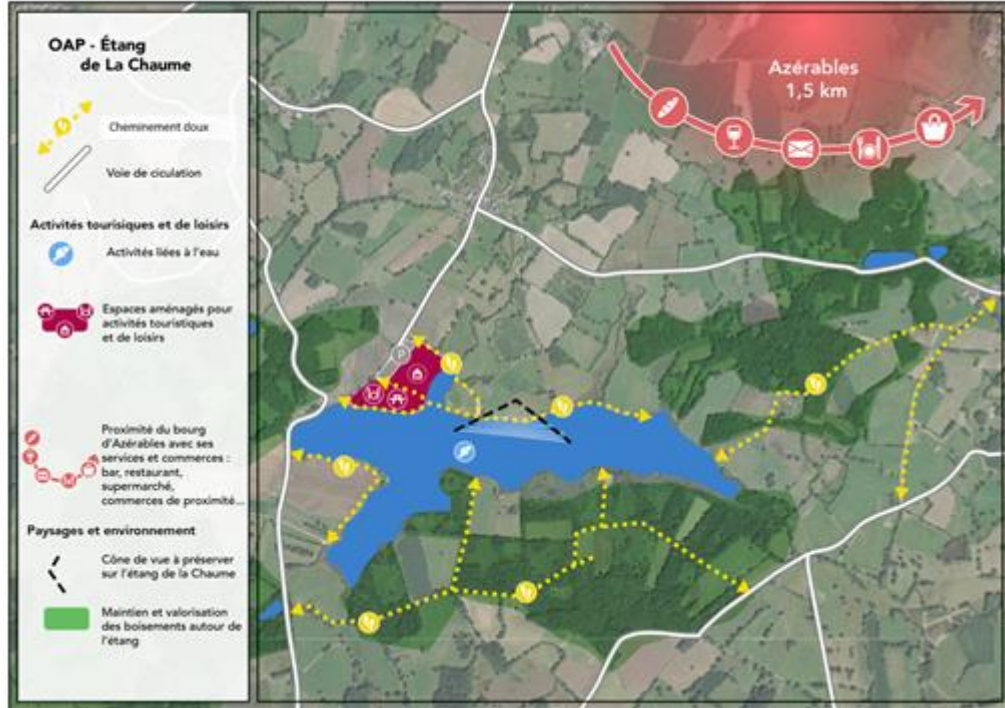 OAP - Étang
de La Chaume
Cheminement doux
Voie de ciculation
Activités tourisiques et de loisirs
Activités liées à l'eau
Espaces aménagés pour
activités touristiques
et de loisirs
Proximité du bourg
d'Azérables avec ses
services et commerces :
bar, restaurant,
supermarché,
commerces de proximité...
Paysages et environnement
Cône de vue à préserver
sur l'étang de la Chaume
Maintien et valorisation
des boisements autour de
l'étang
Azérables
1,5 km
P